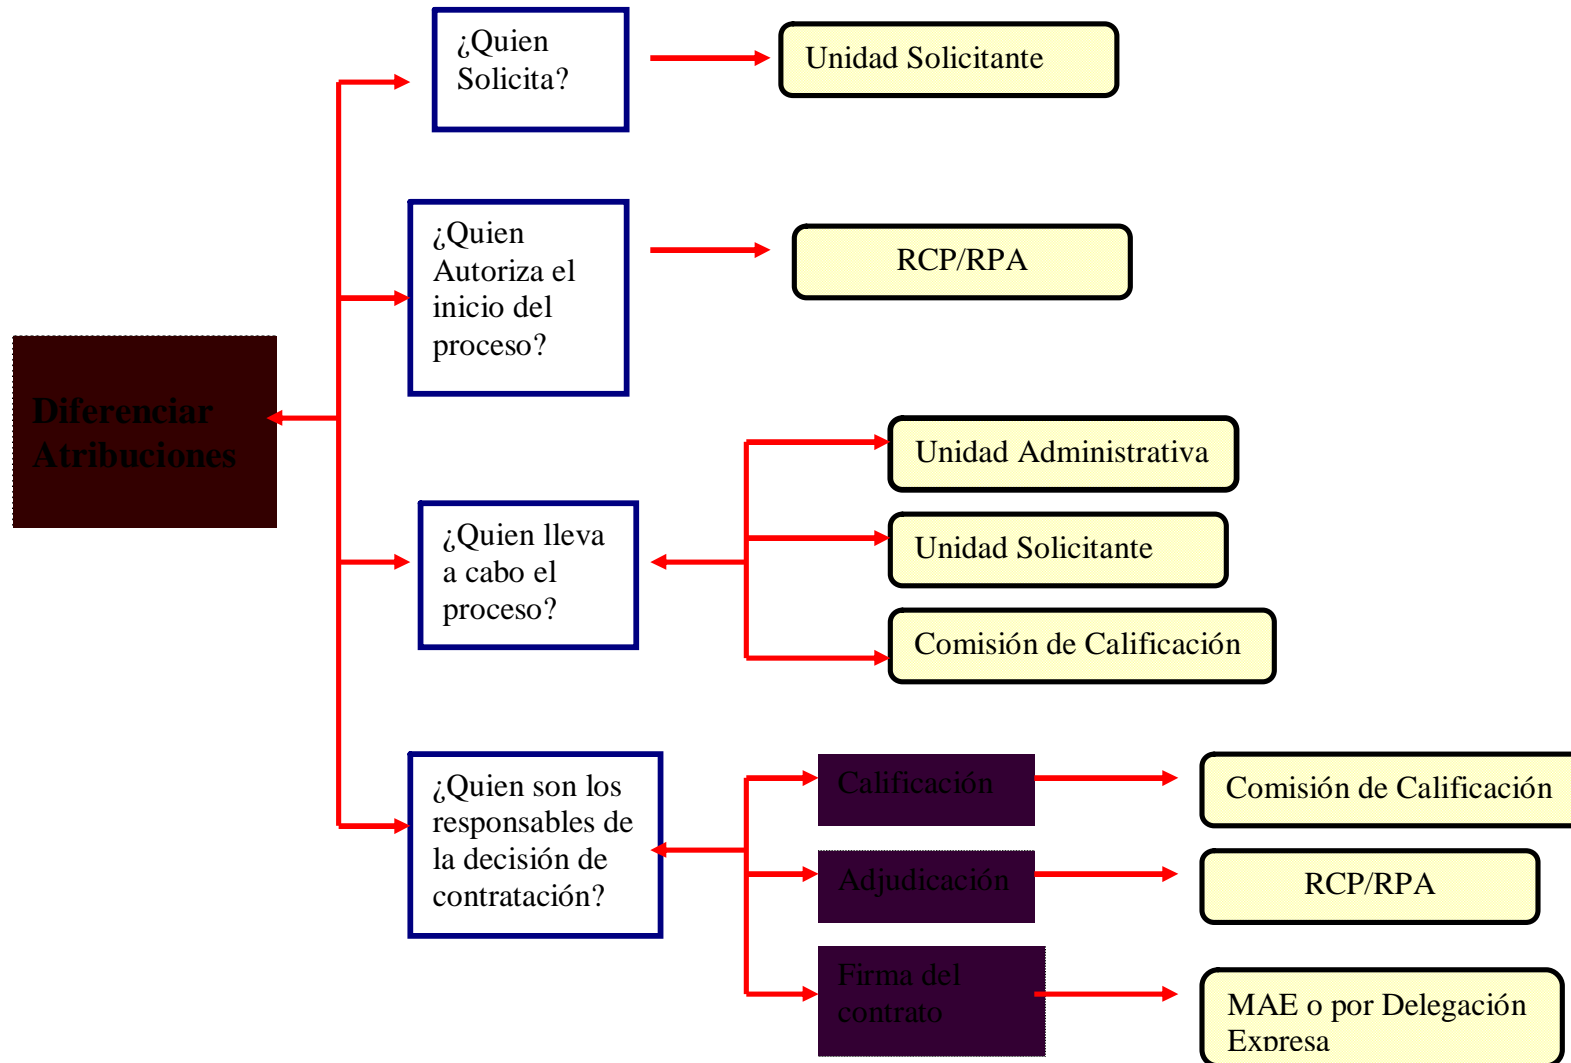 ¿Quien
Solicita?
Unidad Solicitante
¿Quien
Autoriza el
inicio del
proceso?
RCP/RPA
Diferenciar
Atribuciones
¿Quien lleva
a cabo el
proceso?
Unidad Administrativa
Unidad Solicitante
Comisión de Calificación
¿Quien son los
responsables de
la decisión de
contratación?
Calificación
Comisión de Calificación
Adjudicación
RCP/RPA
Firma del
contrato
MAE o por Delegación
Expresa